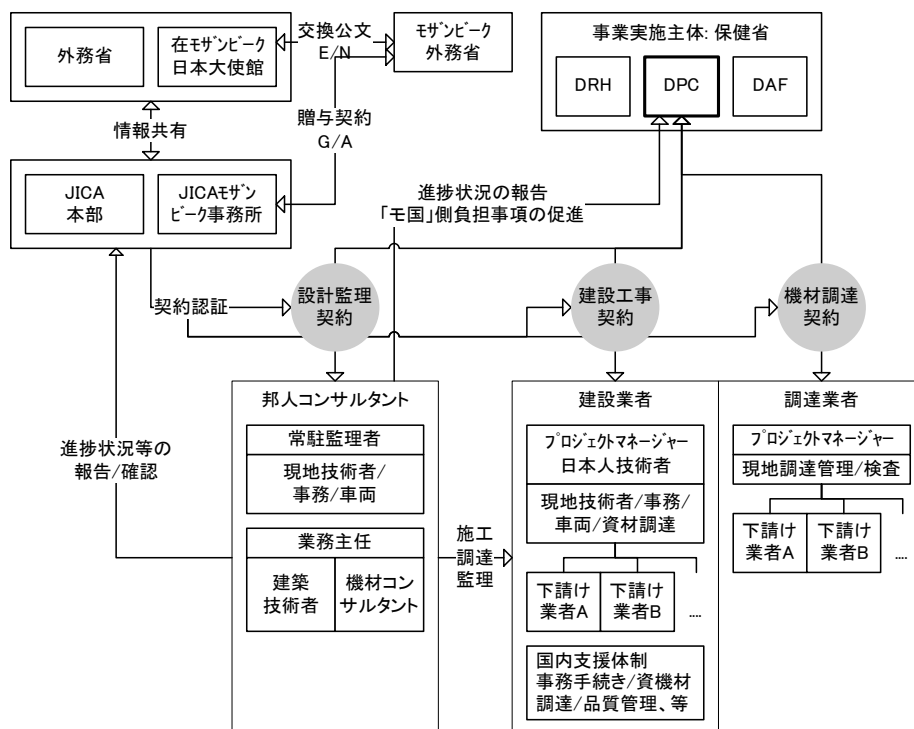 外務省
在モザンビーク
日本大使館
交換公文
E/N
モザンビーク
外務省
事業実施主体: 保健省
DRH
DPC
DAF
情報共有
贈与契約
G/A
JICA
本部
JICAﾓｻﾞﾝ
ﾋﾞｰｸ事務所
進捗状況の報告
「モ国」側負担事項の促進
契約認証
設計監理
契約
建設工事
契約
機材調達
契約
進捗状況等の
報告/確認
邦人コンサルタント
常駐監理者
現地技術者/
事務/車両
業務主任
建築
技術者
機材コン
サルタント
施工
調達
監理
建設業者
ﾌﾟﾛｼﾞｪｸﾄﾏﾈｰｼﾞｬｰ
日本人技術者
現地技術者/事務/
車両/資材調達
下請け
業者A
下請け
業者B
....
国内支援体制
事務手続き/資機材
調達/品質管理、等
調達業者
ﾌﾟﾛｼﾞｪｸﾄﾏﾈｰｼﾞｬｰ
現地調達管理/検査
下請け
業者A
下請け
業者B
....